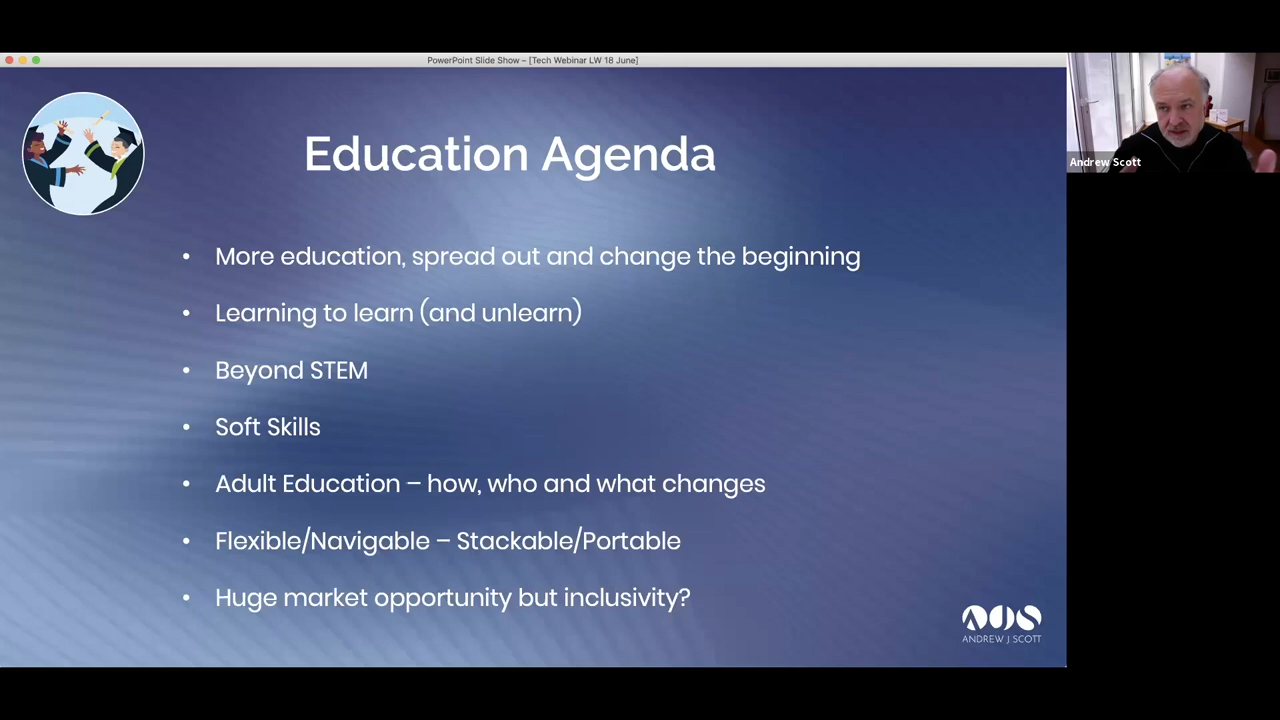 PowerPoint Slide Show – [Tech Webinar LW 18 June]
Education Agenda
• More education, spread out and change the beginning
• Learning to learn (and unlearn)
• Beyond STEM
• Soft Skills
• Adult Education – how, who and what changes
• Flexible/Navigable – Stackable/Portable
• Huge market opportunity but inclusivity?
AJS
ANDREW J SCOTT
Andrew Scott